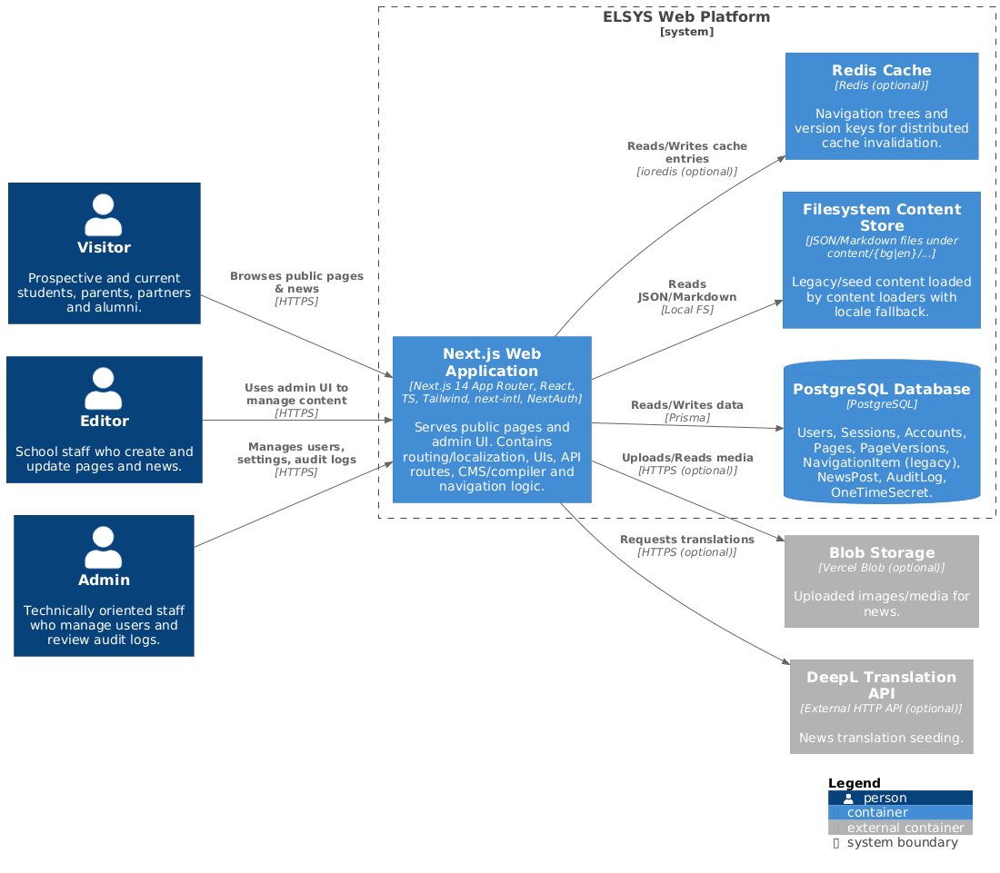 ELSYS Web Platform
[system]
Redis Cache
[Redis (optional)]
Navigation trees and
version keys for distributed
cache invalidation.
Reads/Writes cache
entries
[ioredis (optional)]
Visitor
Prospective and current
students, parents, partners
and alumni.
Browses public pages
& news
[HTTPS]
Filesystem Content
Store
[JSON/Markdown files under
content/{bg|en}/...]
Legacy/seed content loaded
by content loaders with
locale fallback.
Reads
JSON/Markdown
[Local FS]
Next.js Web
Application
[Next.js 14 App Router, React,
TS, Tailwind, next-intl, NextAuth]
Serves public pages and
admin UI. Contains
routing/localization, UIs, API
routes, CMS/compiler and
navigation logic.
Editor
School staff who create and
update pages and news.
Uses admin UI to
manage content
[HTTPS]
Reads/Writes data
[Prisma]
PostgreSQL Database
[PostgreSQL]
Users, Sessions, Accounts,
Pages, PageVersions,
NavigationItem (legacy),
NewsPost, AuditLog,
OneTimeSecret.
Manages users,
settings, audit logs
[HTTPS]
Uploads/Reads media
[HTTPS (optional)]
Admin
Technically oriented staff
who manage users and
review audit logs.
Requests translations
[HTTPS (optional)]
Blob Storage
[Vercel Blob (optional)]
Uploaded images/media for
news.
DeepL Translation
API
[External HTTP API (optional)]
News translation seeding.
Legend
person
container
external container
system boundary